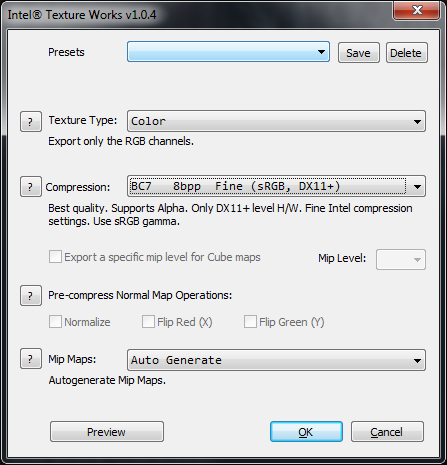 Intel® Texture Works v1.0.4
Presets
Save
Delete
? Texture Type: Color
Export only the RGB channels.
? Compression: BC7 8bpp Fine (sRGB, DX11+)
Best quality. Supports Alpha. Only DX11+ level H/W. Fine Intel compression
settings. Use sRGB gamma.
Export a specific mip level for Cube maps
Mip Level:
? Pre-compress Normal Map Operations:
Normalize
Flip Red (X)
Flip Green (Y)
? Mip Maps: Auto Generate
Autogenerate Mip Maps.
Preview
OK
Cancel